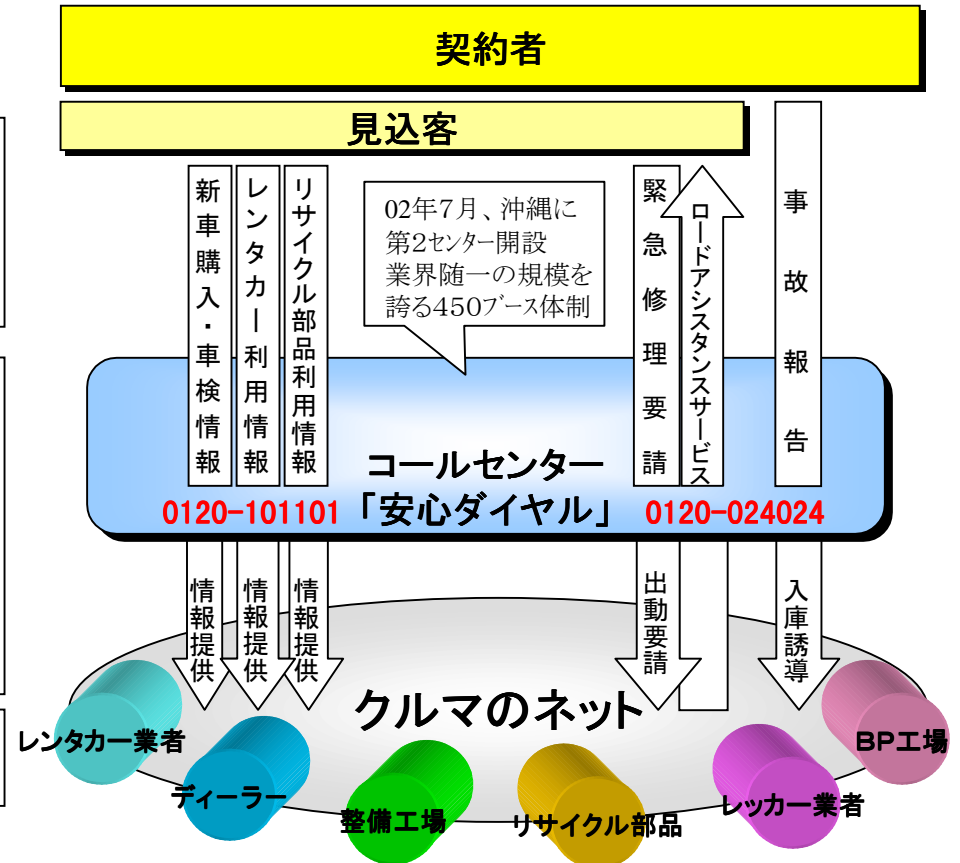 契約者
見込客
新車購入・車検情報
レンタカー利用情報
リサイクル部品利用情報
02年7月、沖縄に
第2センター開設
業界随一の規模を
誇る450ブース体制
緊急修理要請
ロードアシスタンスサービス
事故報告
コールセンター
0120-101101
「安心ダイヤル」
0120-024024
情報提供
情報提供
情報提供
出動要請
入庫誘導
クルマのネット
レンタカー業者
ディーラー
整備工場
リサイクル部品
レッカー業者
BP工場